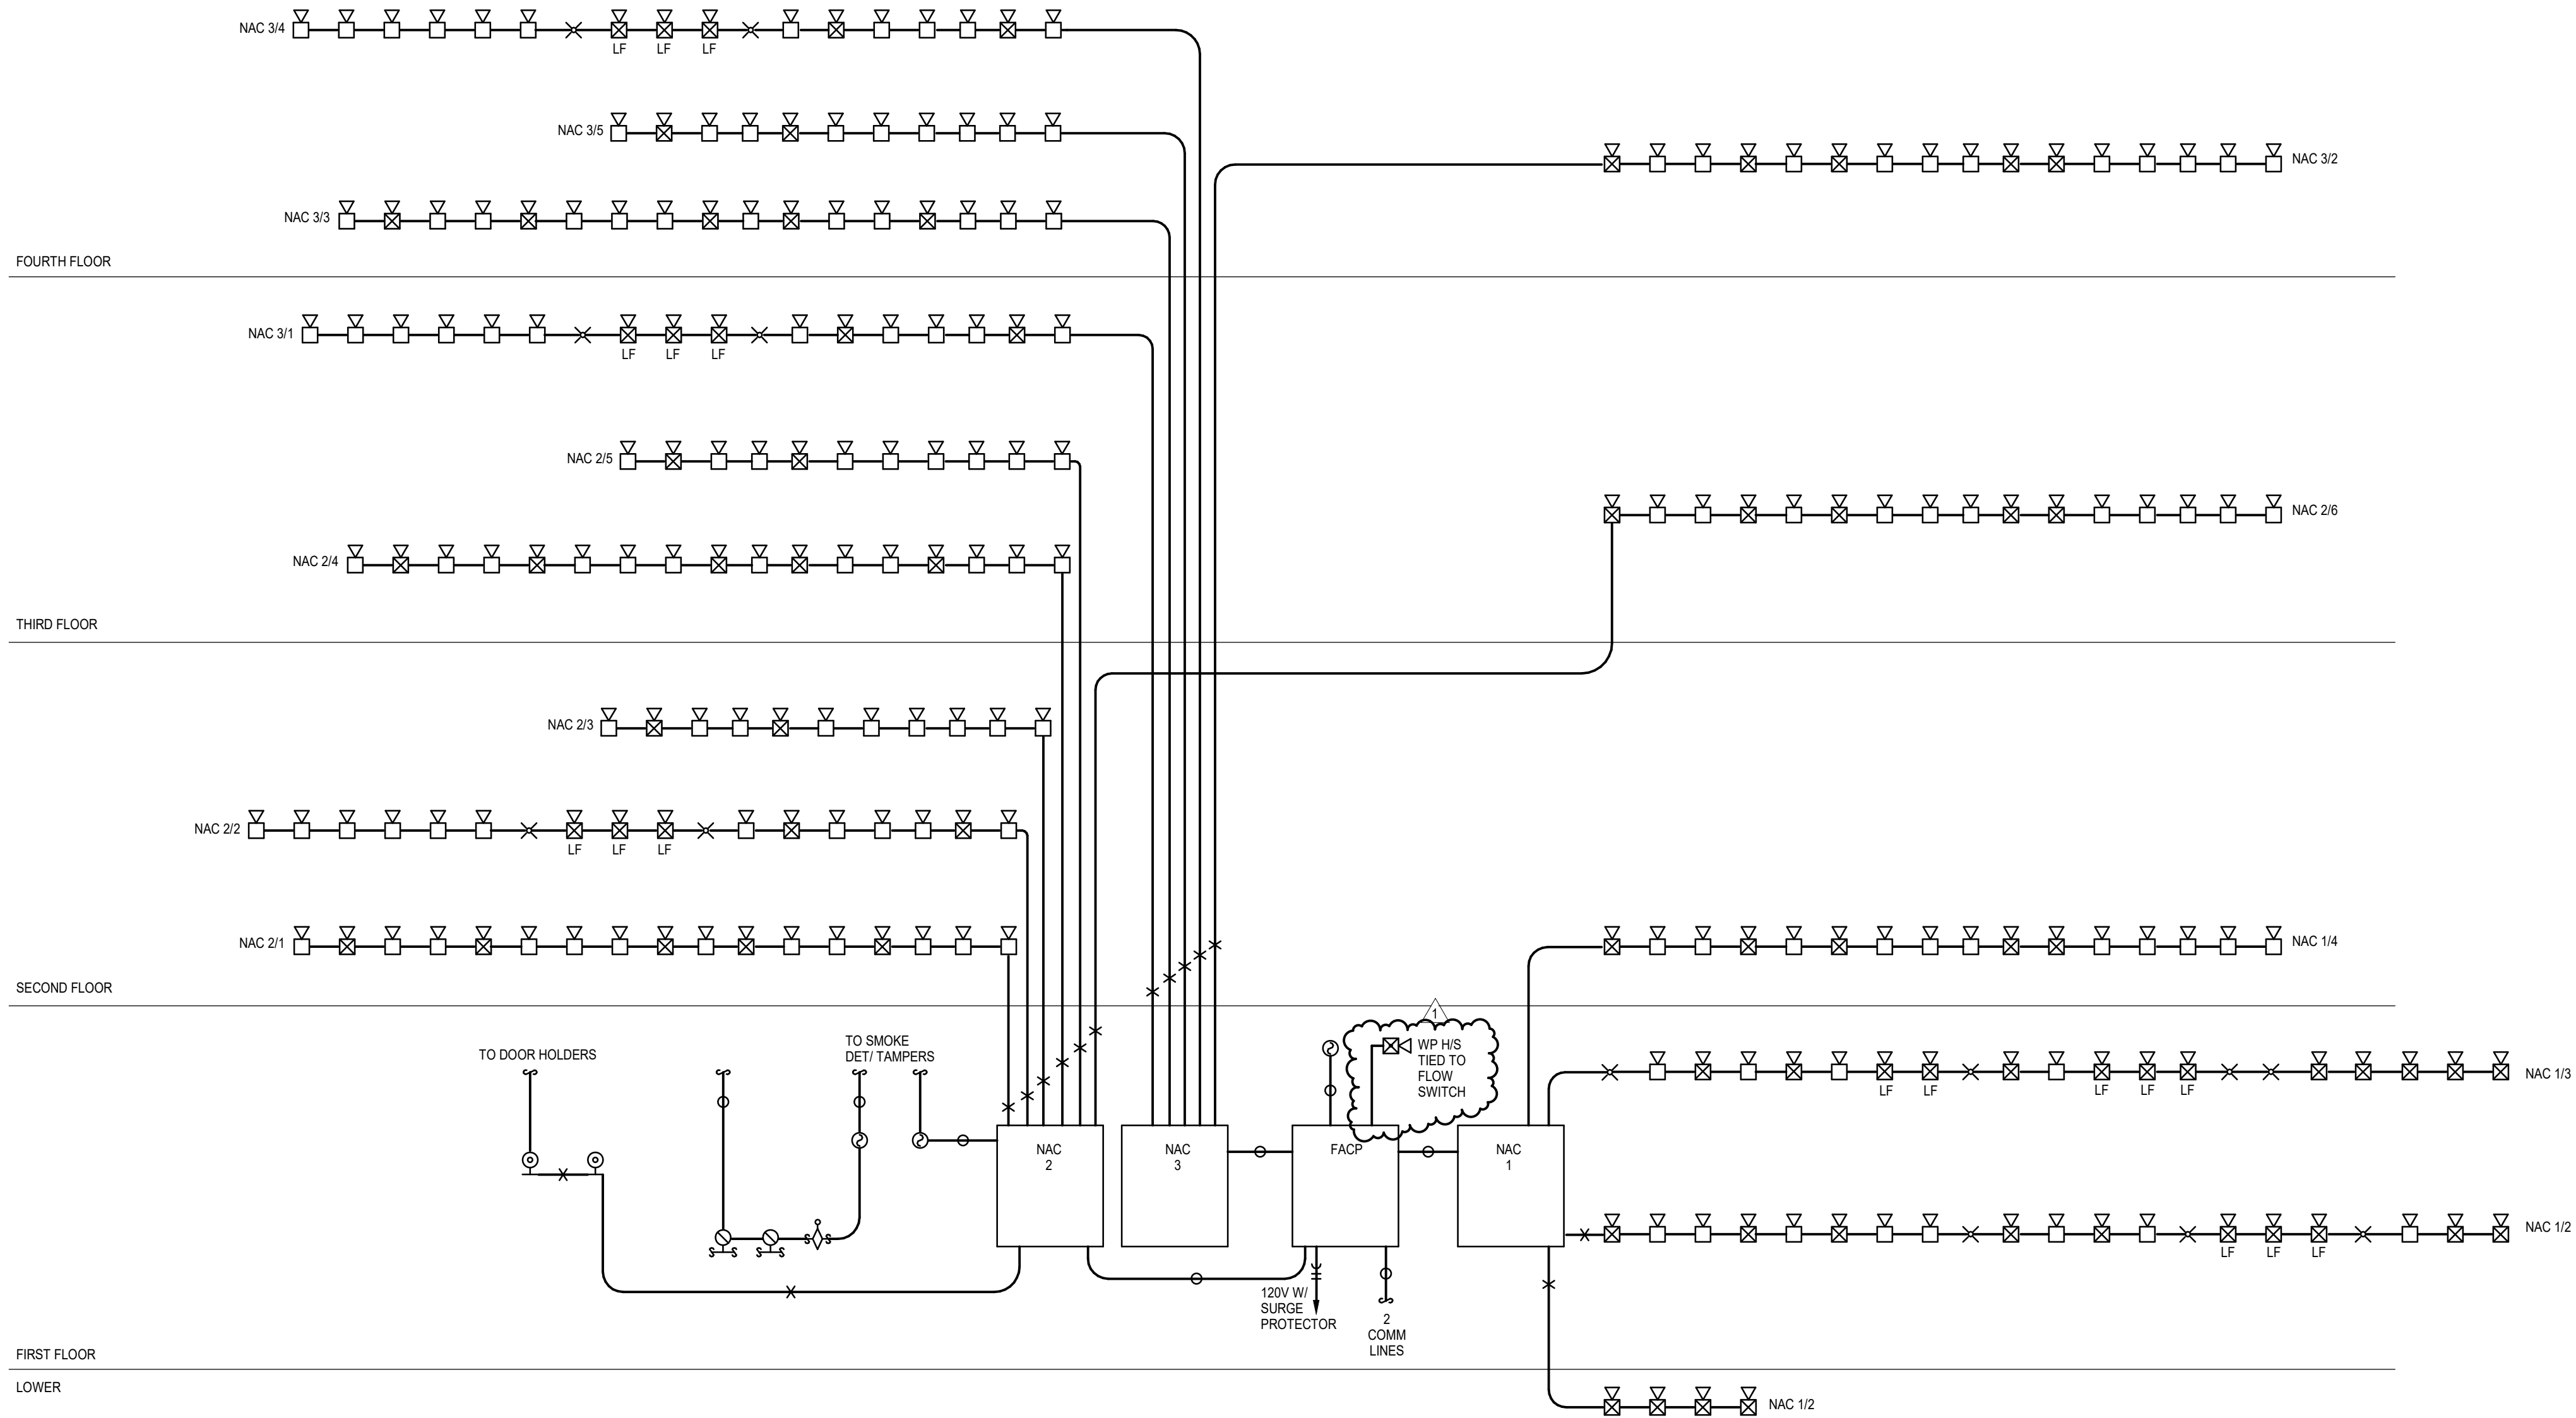 NAC 3/4
LF
LF
LF
NAC 3/5
NAC 3/2
NAC 3/3
FOURTH FLOOR
NAC 3/1
LF
LF
LF
NAC 2/5
NAC 2/6
NAC 2/4
THIRD FLOOR
NAC 2/3
NAC 2/2
LF
LF
LF
NAC 2/1
NAC 1/4
SECOND FLOOR
TO DOOR HOLDERS
TO SMOKE
DET/ TAMPERS
1
WP H/S
TIED TO
FLOW
SWITCH
NAC 1/3
LF
LF
LF
LF
LF
NAC
2
NAC
3
FACP
NAC
1
NAC 1/2
LF
LF
LF
120V W/
SURGE
PROTECTOR
2
COMM
LINES
FIRST FLOOR
LOWER
NAC 1/2